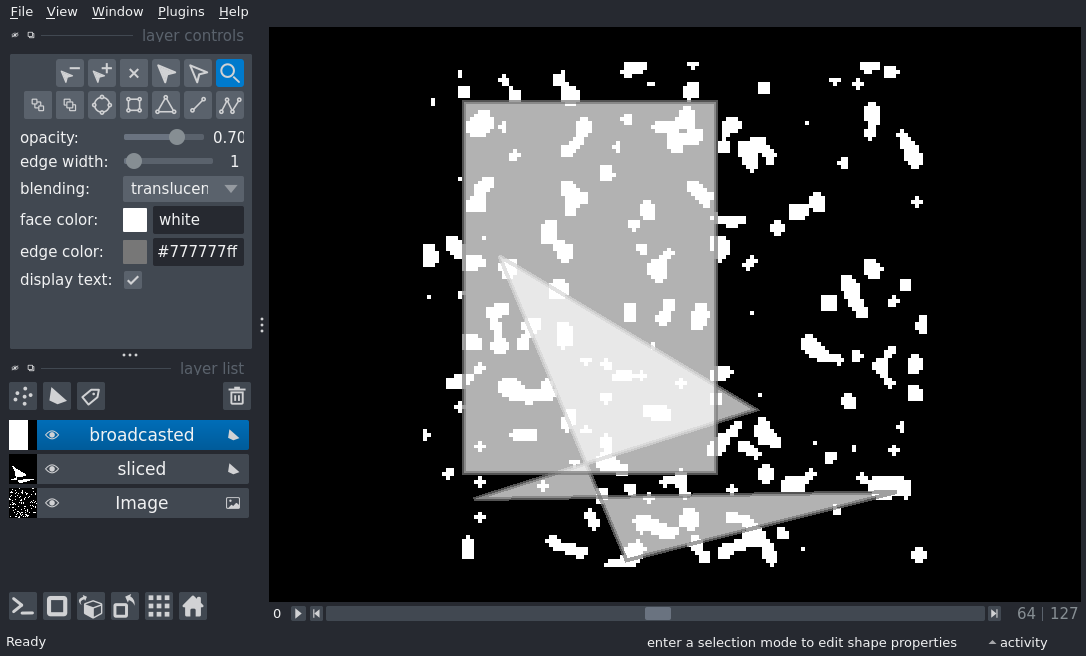 File View Window Plugins Help
layer controls
opacity: 0.70
edge width: 1
blending: translucen
face color: white
edge color: #777777ff
display text:
layer list
broadcasted
sliced
Image
0 64 127
Ready enter a selection mode to edit shape properties activity